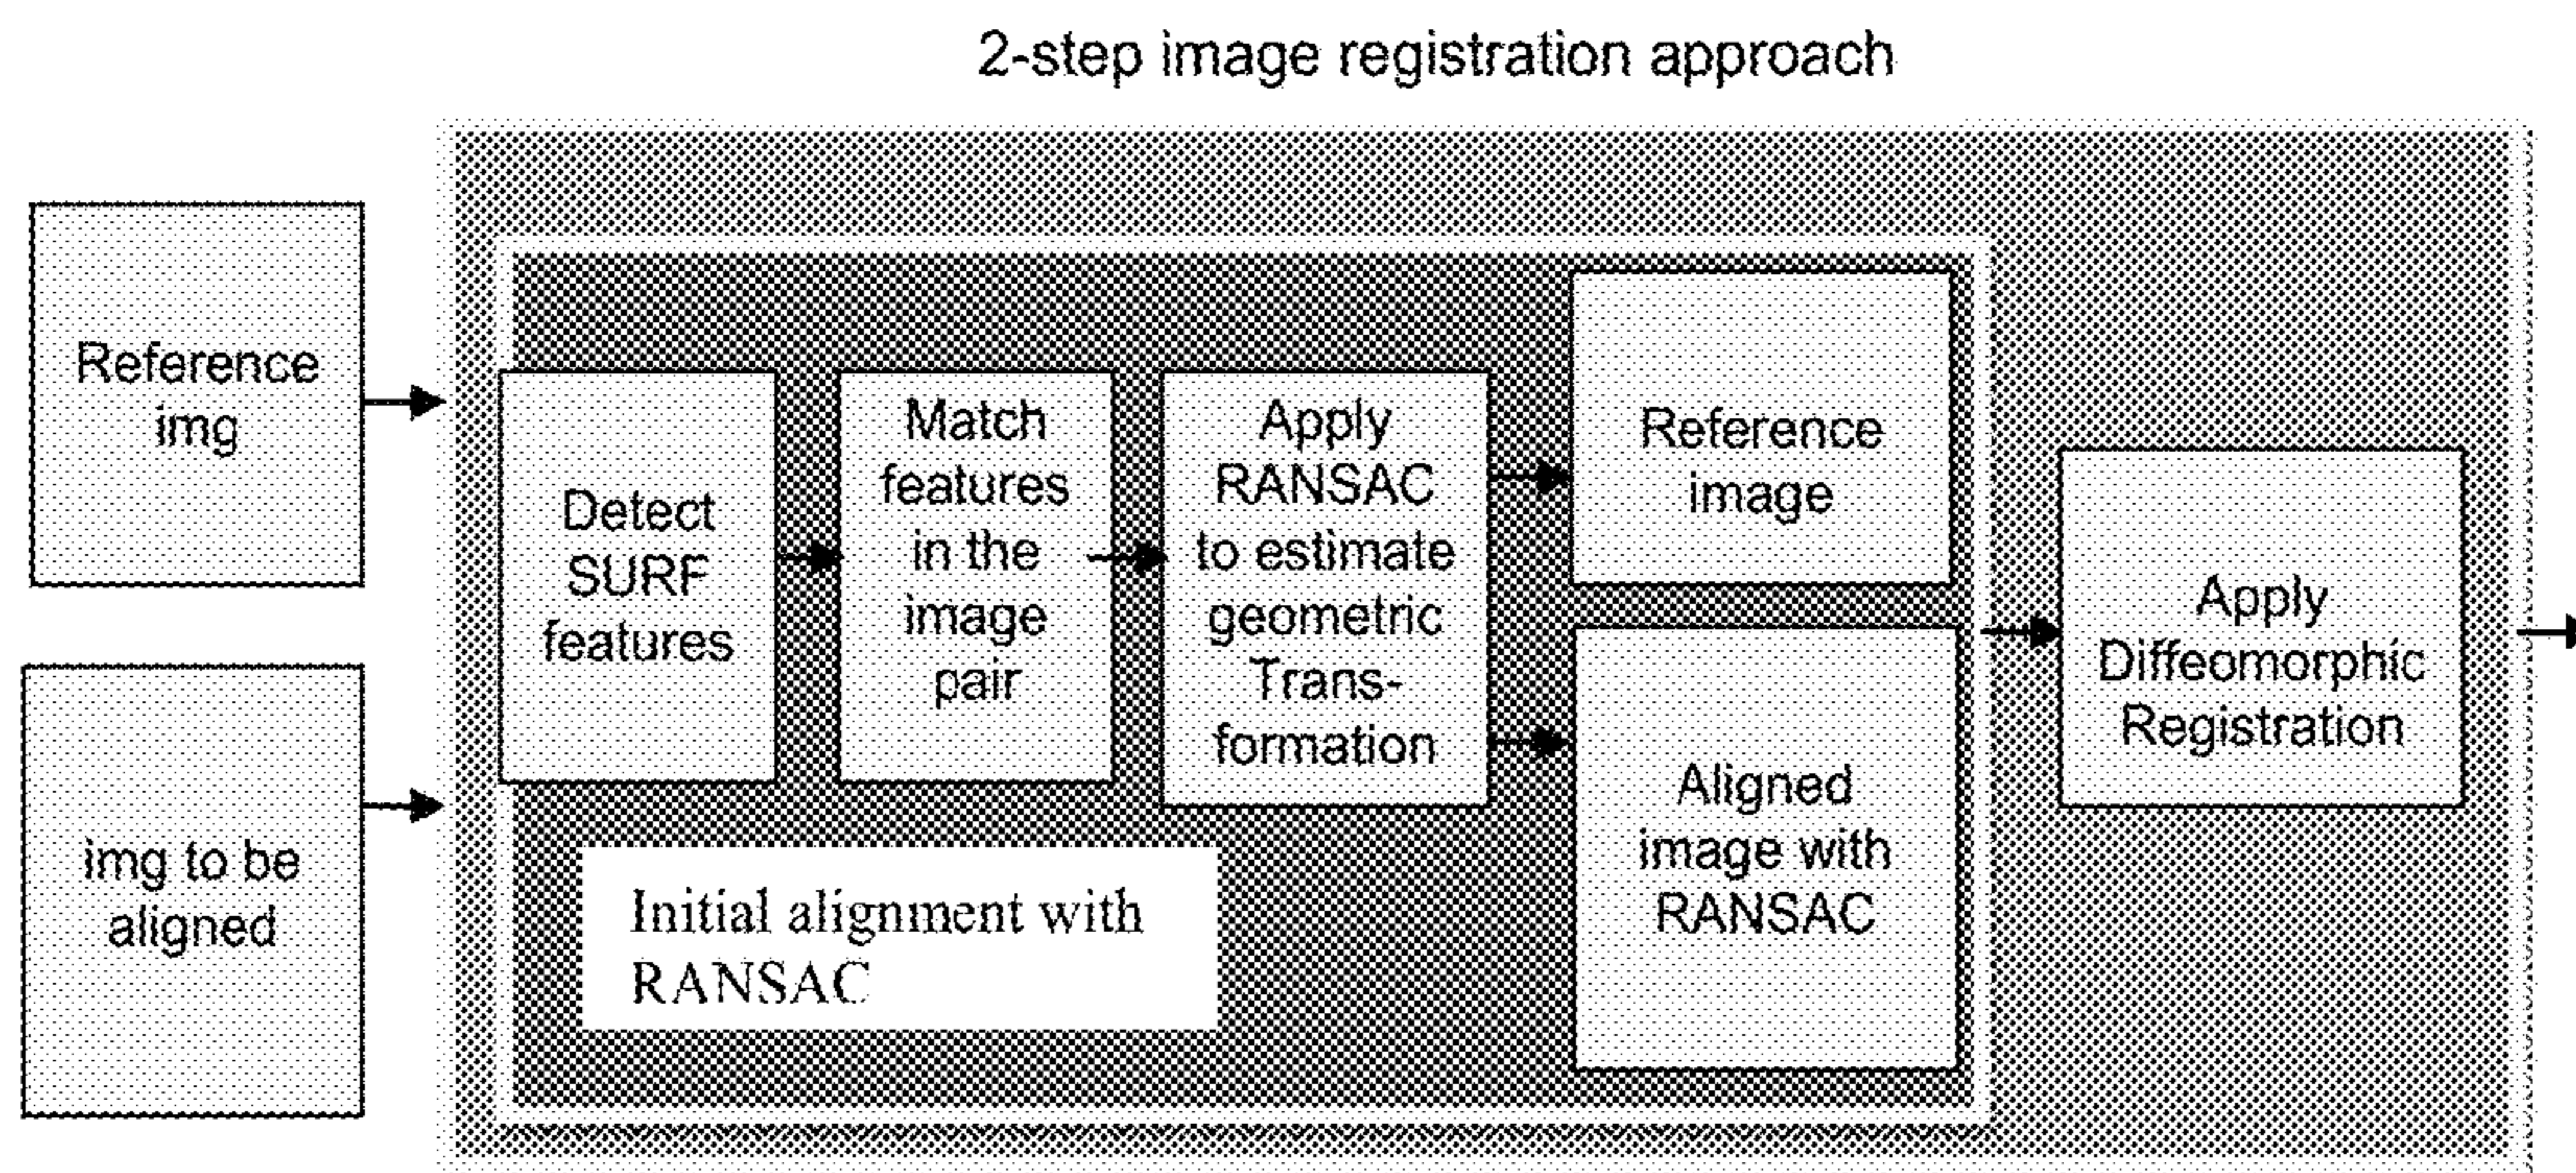 2-step image registration approach
Reference
img
img to be
aligned
Detect
SURF
features
Match
features
in the
image
pair
Apply
RANSAC
to estimate
geometric
Trans-
formation
Reference
image
Aligned
image with
RANSAC
Initial alignment with
RANSAC
Apply
Diffeomorphic
Registration